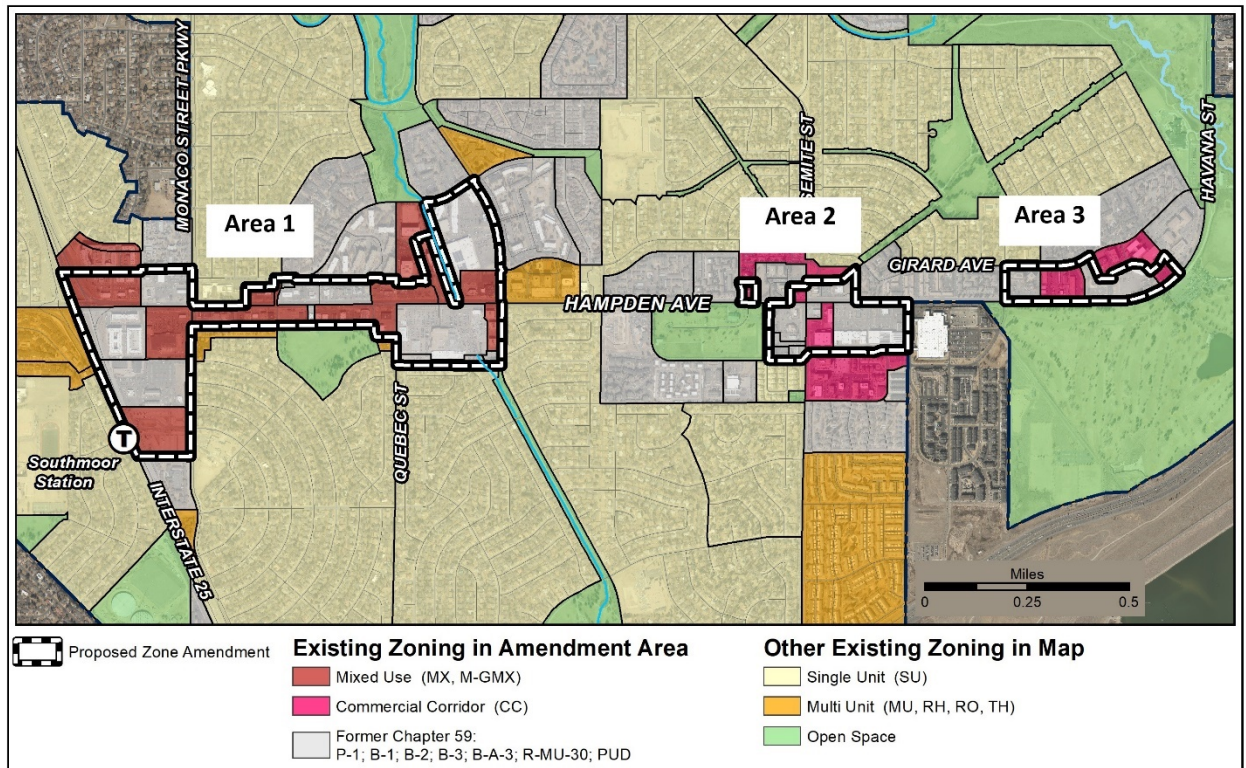 MONACO STREET PKWY
Area 1
Area 2
SEMITE ST
Area 3
HAVANA ST
GIRARD AVE
HAMPDEN AVE
QUEBEC ST
T
Southmoor
Station
INTERSTATE 25
Miles
0 0.25 0.5
Proposed Zone Amendment
Existing Zoning in Amendment Area
Mixed Use (MX, M-GMX)
Commercial Corridor (CC)
Former Chapter 59:
P-1; B-1; B-2; B-3; B-A-3; R-MU-30; PUD
Other Existing Zoning in Map
Single Unit (SU)
Multi Unit (MU, RH, RO, TH)
Open Space